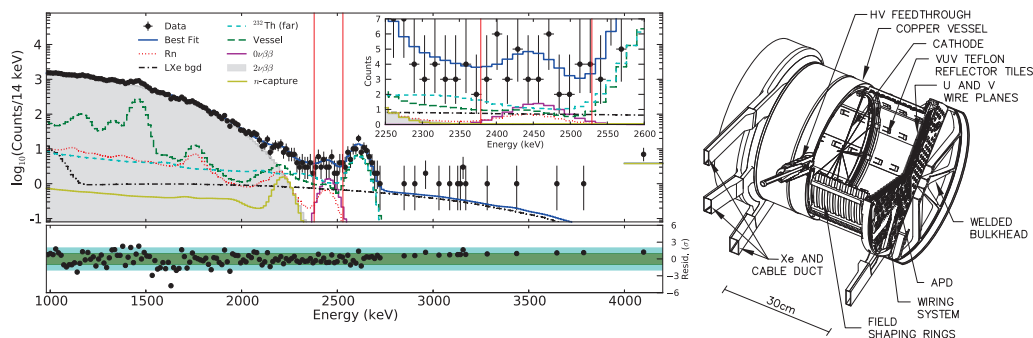 Data
Best Fit
Rn
LXe bgd
²³²Th (far)
Vessel
0νββ
2νββ
n-capture
log₁₀(Counts/14 keV)
4
3
2
1
0
-1
7
6
5
4
3
2
1
0
Counts
2250 2300 2350 2400 2450 2500 2550 2600
Energy (keV)
6
3
0
−3
−6
Resid. (σ)
1000 1500 2000 2500 3000 3500 4000
Energy (keV)
HV FEEDTHROUGH
COPPER VESSEL
CATHODE
VUV TEFLON
REFLECTOR TILES
U AND V
WIRE PLANES
WELDED
BULKHEAD
Xe AND
CABLE DUCT
APD
WIRING
SYSTEM
FIELD
SHAPING RINGS
30cm